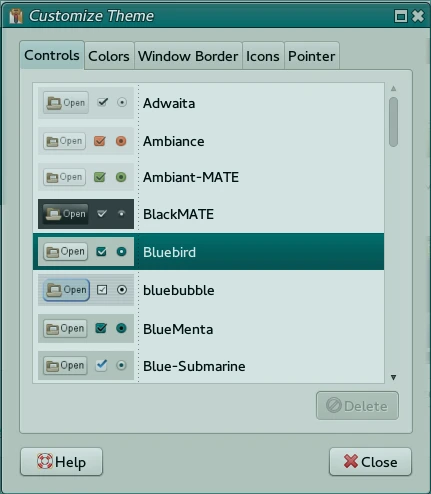 Customize Theme
Controls Colors Window Border Icons Pointer
Open Adwaita
Open Ambiance
Open Ambiant-MATE
Open BlackMATE
Open Bluebird
Open bluebubble
Open BlueMenta
Open Blue-Submarine
Delete
Help Close